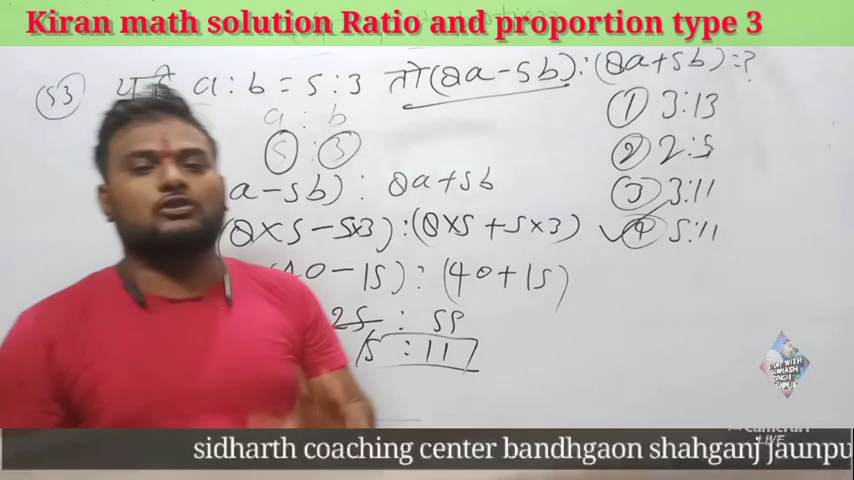 Kiran math solution Ratio and proportion type 3
53 यदि a : b = 5 : 3 तो (8a - 5b) : (8a + 5b) = ?
① 3:13
② 2:5
③ 3:11
④ 5:11
a : b
5 : 3
a - 5b) : 8a + 5b
(8×5 - 5×3) : (8×5 + 5×3)
40 - 15) : (40 + 15)
25 : 55
5 : 11
LIVE
sidharth coaching center bandhgaon shahganj jaunpu